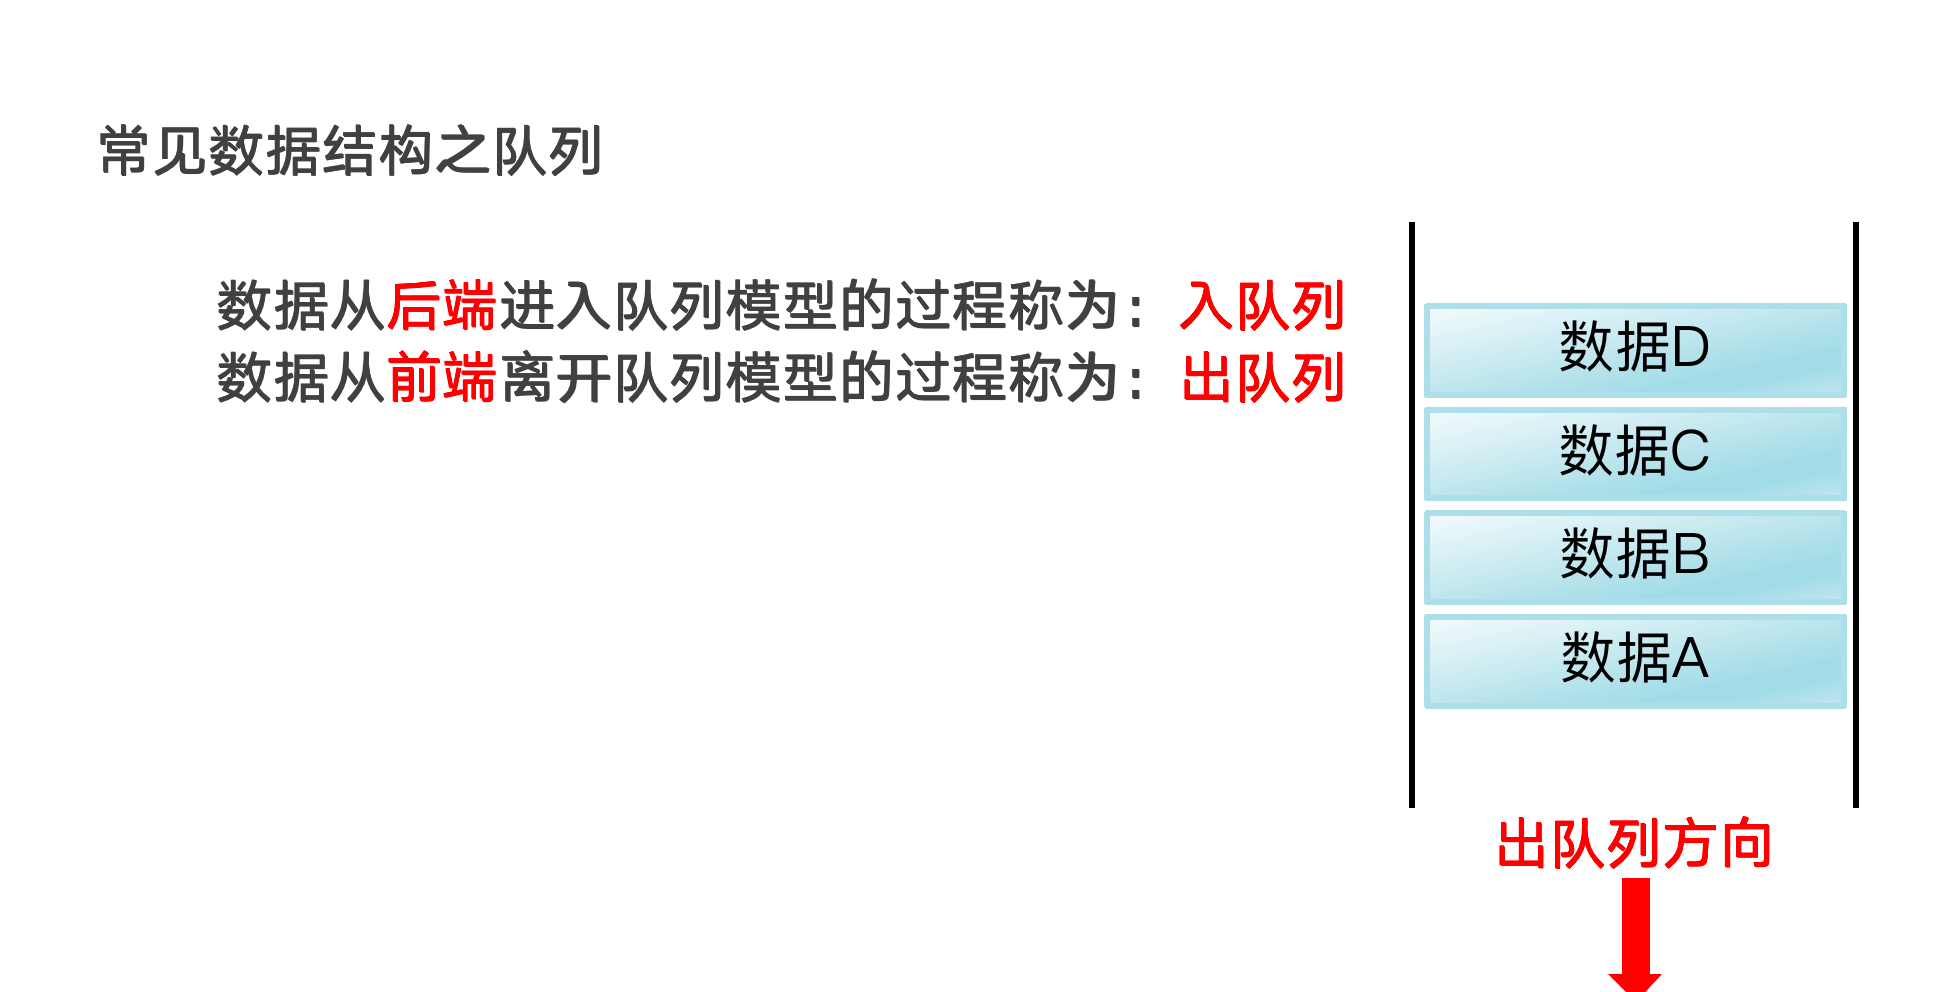 常见数据结构之队列
数据从后端进入队列模型的过程称为：入队列
数据从前端离开队列模型的过程称为：出队列
数据D
数据C
数据B
数据A
出队列方向